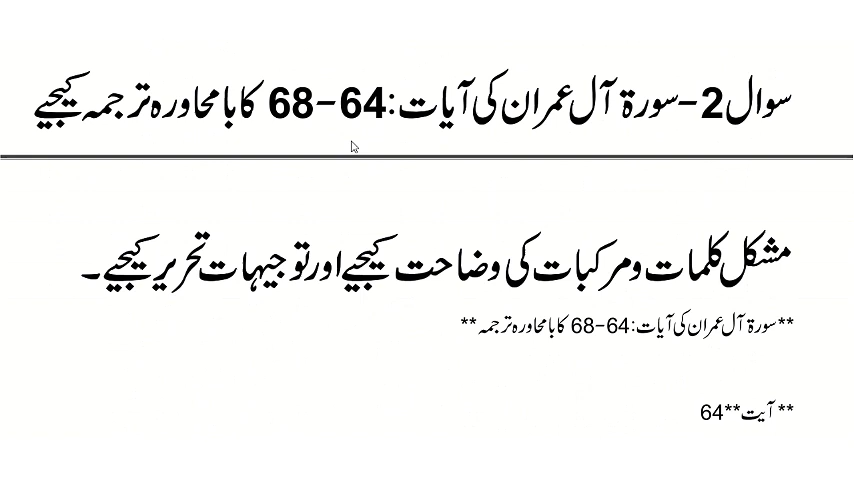 سوال 2-سورۃ آل عمران کی آیات:64-68 کا بامحاورہ ترجمہ کیجیے
مشکل کلمات و مرکبات کی وضاحت کیجیے اور توجیہات تحریر کیجیے۔
**سورۃ آل عمران کی آیات:64-68 کا بامحاورہ ترجمہ**
** آیت**64